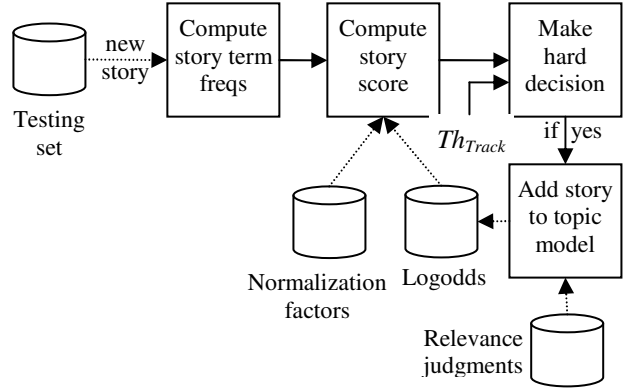 new
story
Testing
set
Compute
story term
freqs
Compute
story
score
Make
hard
decision
Th_Track
if yes
Add story
to topic
model
Normalization
factors
Logodds
Relevance
judgments